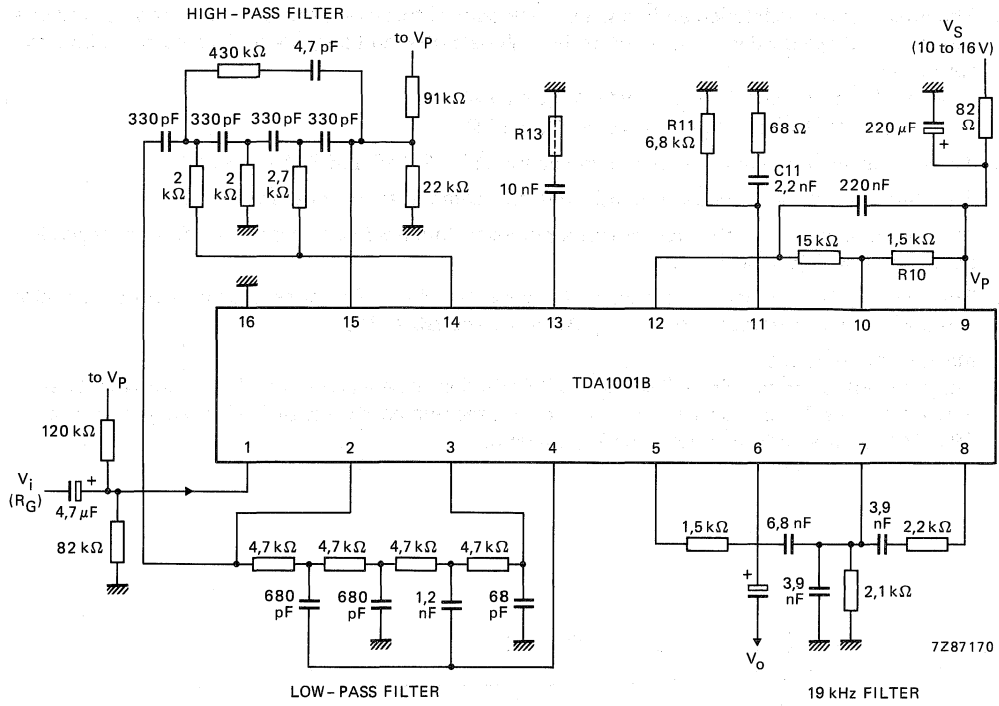 HIGH-PASS FILTER
430 kΩ
4,7 pF
to VP
91kΩ
330 pF
330 pF
330 pF
330 pF
2 kΩ
2 kΩ
2,7 kΩ
22 kΩ
R13
10 nF
R11
6,8 kΩ
68 Ω
C11
2,2 nF
VS
(10 to 16 V)
220 μF
+
82 Ω
220 nF
15 kΩ
1,5 kΩ
R10
VP
16
15
14
13
12
11
10
9
TDA1001B
1
2
3
4
5
6
7
8
to VP
120 kΩ
Vi
(RG)
+
4,7 μF
82 kΩ
4,7 kΩ
4,7 kΩ
4,7 kΩ
4,7 kΩ
680 pF
680 pF
1,2 nF
68 pF
LOW-PASS FILTER
1,5 kΩ
6,8 nF
3,9 nF
2,2 kΩ
+
3,9 nF
2,1 kΩ
Vo
7Z87170
19 kHz FILTER